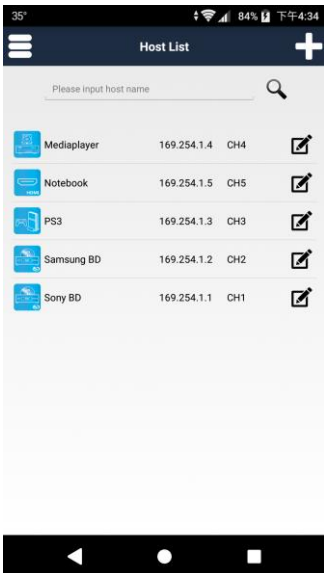 35° 84% 下午4:34
Host List
Please input host name
Mediaplayer 169.254.1.4 CH4
Notebook 169.254.1.5 CH5
HDMI
PS3 169.254.1.3 CH3
Samsung BD 169.254.1.2 CH2
Sony BD 169.254.1.1 CH1